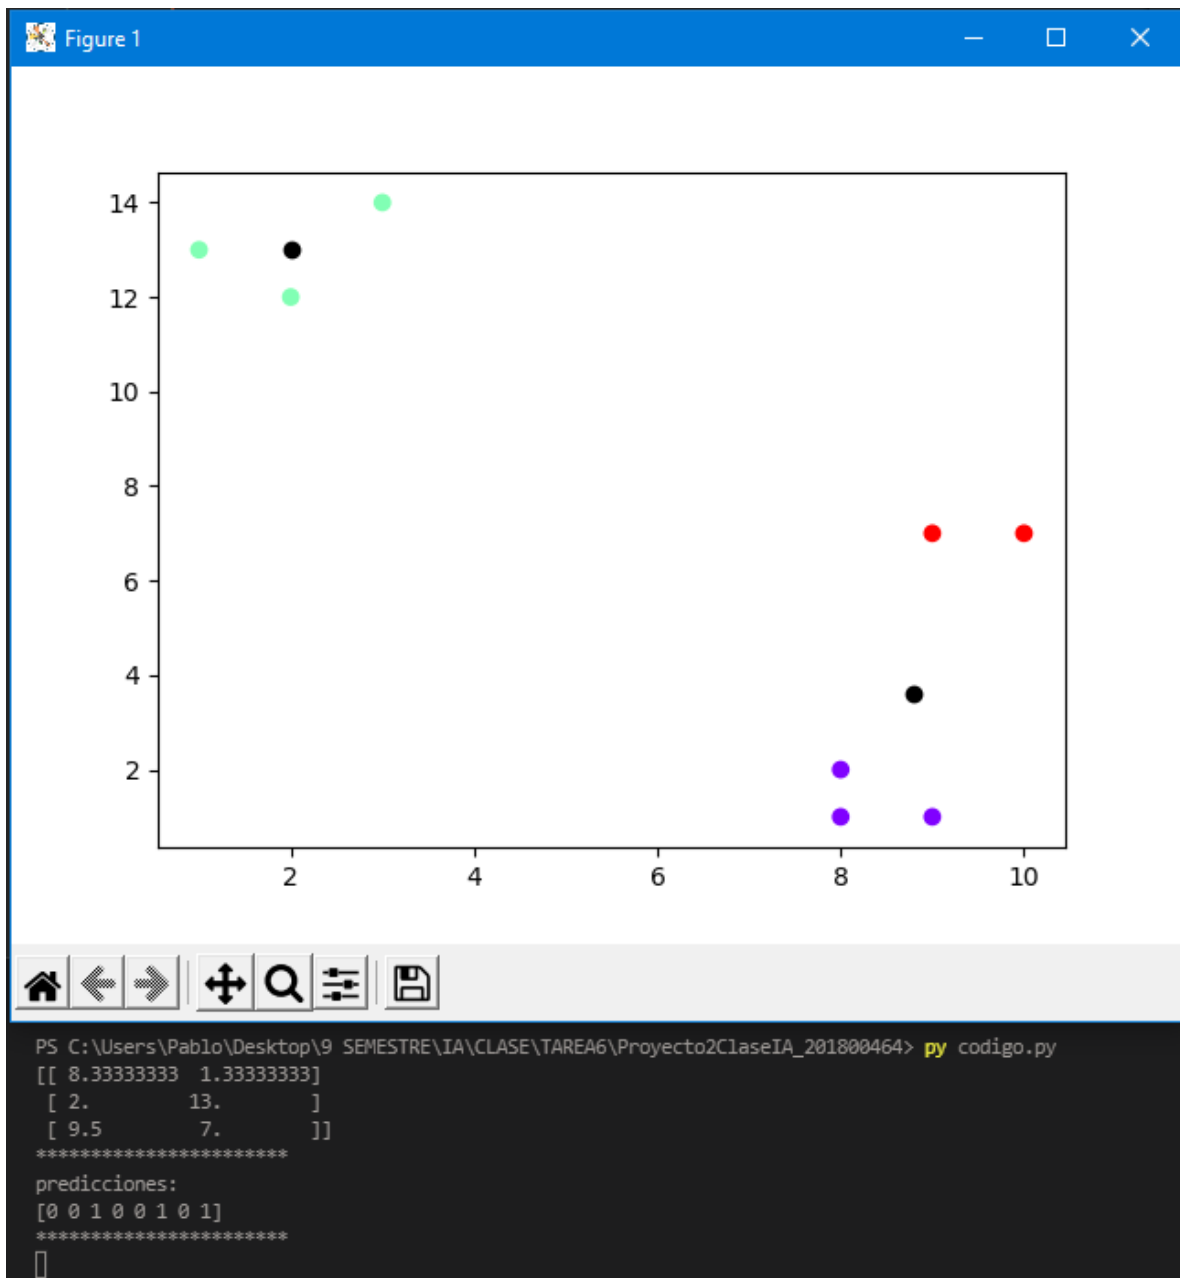 Figure 1
14
12
10
8
6
4
2
2 4 6 8 10
PS C:\Users\Pablo\Desktop\9 SEMESTRE\IA\CLASE\TAREA6\Proyecto2ClaseIA_201800464> py codigo.py
[[ 8.33333333 1.33333333]
[ 2. 13. ]
[ 9.5 7. ]]
***********************
predicciones:
[0 0 1 0 0 1 0 1]
***********************